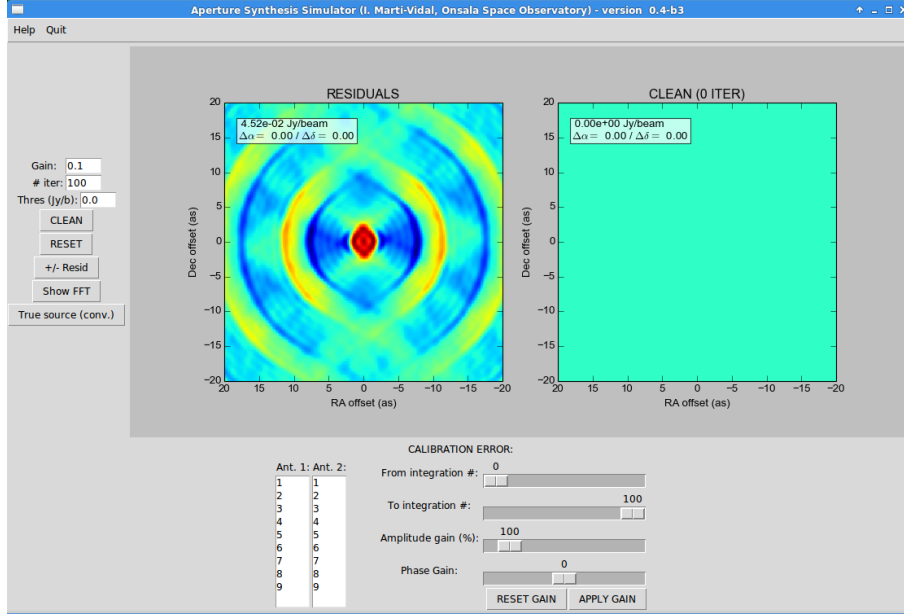 Aperture Synthesis Simulator (I. Marti-Vidal, Onsala Space Observatory) - version 0.4-b3
Help Quit
RESIDUALS
CLEAN (0 ITER)
4.52e-02 Jy/beam
Δα= 0.00 / Δδ= 0.00
0.00e+00 Jy/beam
Δα= 0.00 / Δδ= 0.00
Gain: 0.1
# iter: 100
Thres (Jy/b): 0.0
CLEAN
RESET
+/- Resid
Show FFT
True source (conv.)
Dec offset (as)
20
15
10
5
0
−5
−10
−15
−20
20 15 10 5 0 −5 −10 −15 −20
RA offset (as)
Dec offset (as)
20
15
10
5
0
−5
−10
−15
−20
20 15 10 5 0 −5 −10 −15 −20
RA offset (as)
CALIBRATION ERROR:
Ant. 1: Ant. 2:
1 1
2 2
3 3
4 4
5 5
6 6
7 7
8 8
9 9
From integration #: 0
To integration #: 100
Amplitude gain (%): 100
Phase Gain: 0
RESET GAIN APPLY GAIN